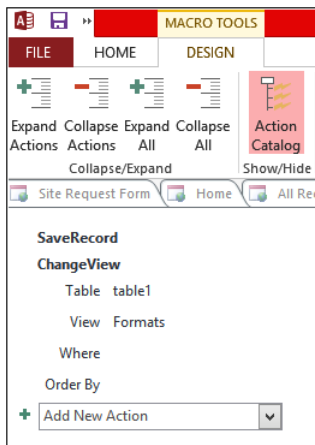 MACRO TOOLS
FILE HOME DESIGN
Expand Collapse Expand Collapse Action
Actions Actions All All Catalog
Collapse/Expand Show/Hide
Site Request Form Home All Re
SaveRecord
ChangeView
Table table1
View Formats
Where
Order By
Add New Action